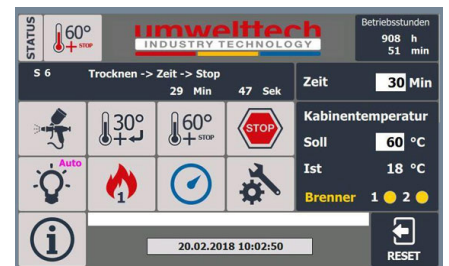 STATUS
60°
STOP
umwelttech
INDUSTRY TECHNOLOGY
Betriebsstunden
908 h
51 min
S 6 Trocknen -> Zeit -> Stop
29 Min 47 Sek
Zeit 30 Min
30°
60°
STOP
STOP
Kabinentemperatur
Soll 60 °C
Auto
1
Ist 18 °C
Brenner 1 2
i
20.02.2018 10:02:50
RESET